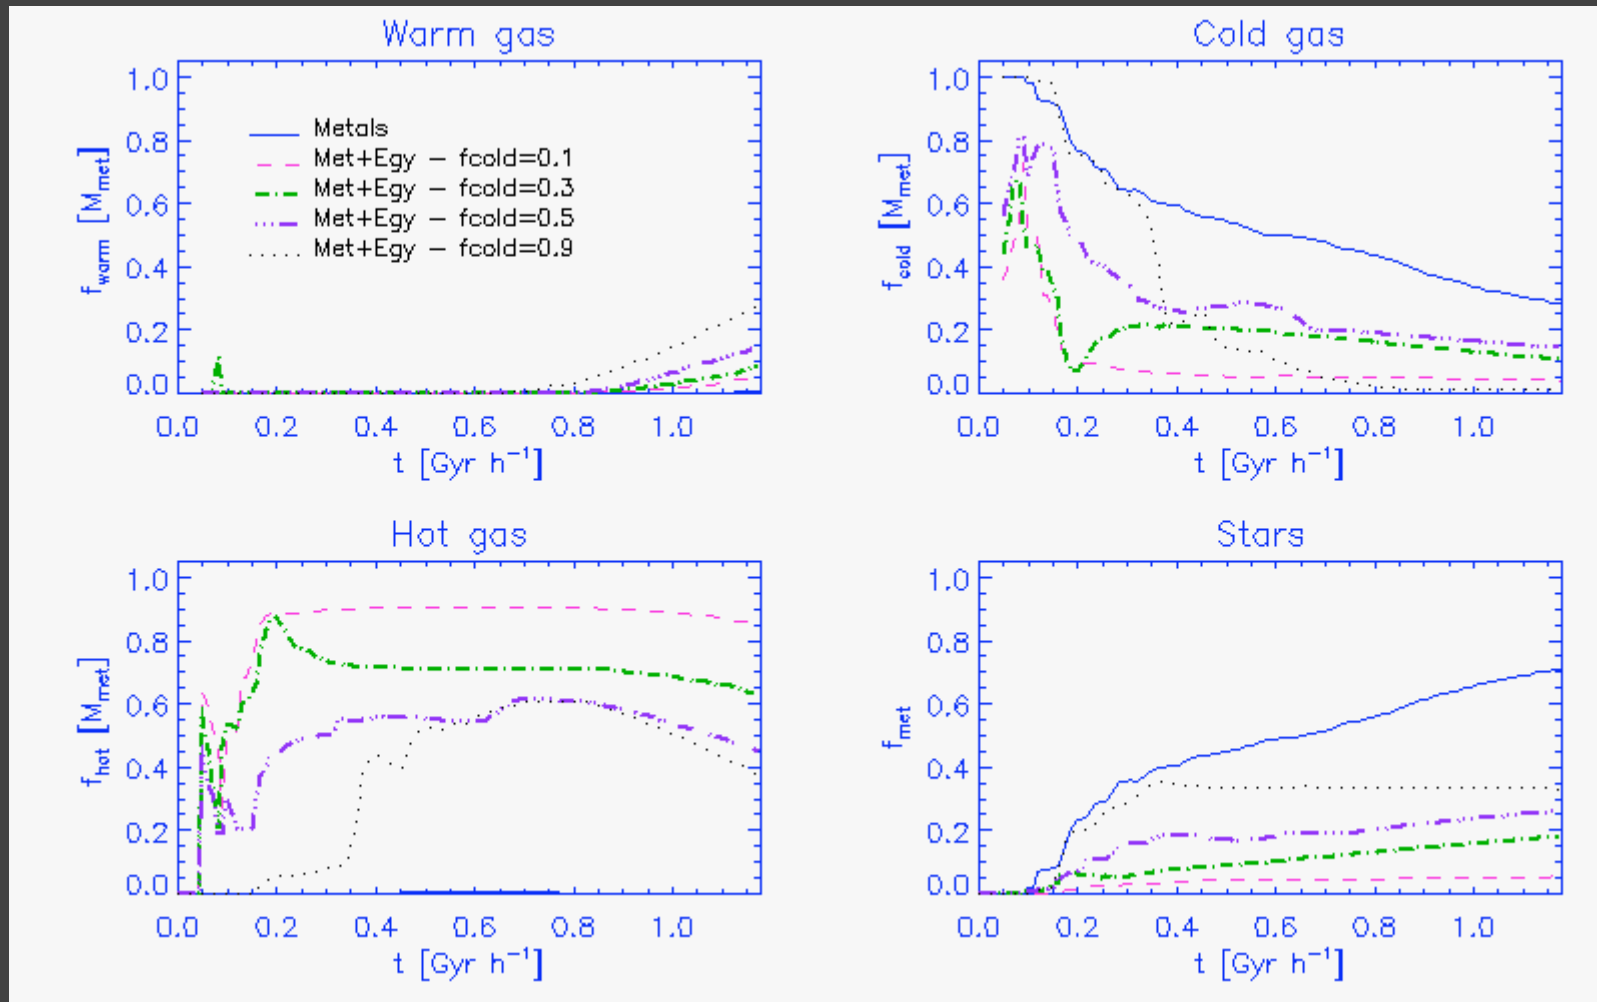 Warm gas
1.0
0.8
0.6
0.4
0.2
0.0
f_warm [M_met]
Metals
Met+Egy – fcold=0.1
Met+Egy – fcold=0.3
Met+Egy – fcold=0.5
Met+Egy – fcold=0.9
0.0 0.2 0.4 0.6 0.8 1.0
t [Gyr h⁻¹]
Cold gas
1.0
0.8
0.6
0.4
0.2
0.0
f_cold [M_met]
0.0 0.2 0.4 0.6 0.8 1.0
t [Gyr h⁻¹]
Hot gas
1.0
0.8
0.6
0.4
0.2
0.0
f_hot [M_met]
0.0 0.2 0.4 0.6 0.8 1.0
t [Gyr h⁻¹]
Stars
1.0
0.8
0.6
0.4
0.2
0.0
f_met
0.0 0.2 0.4 0.6 0.8 1.0
t [Gyr h⁻¹]